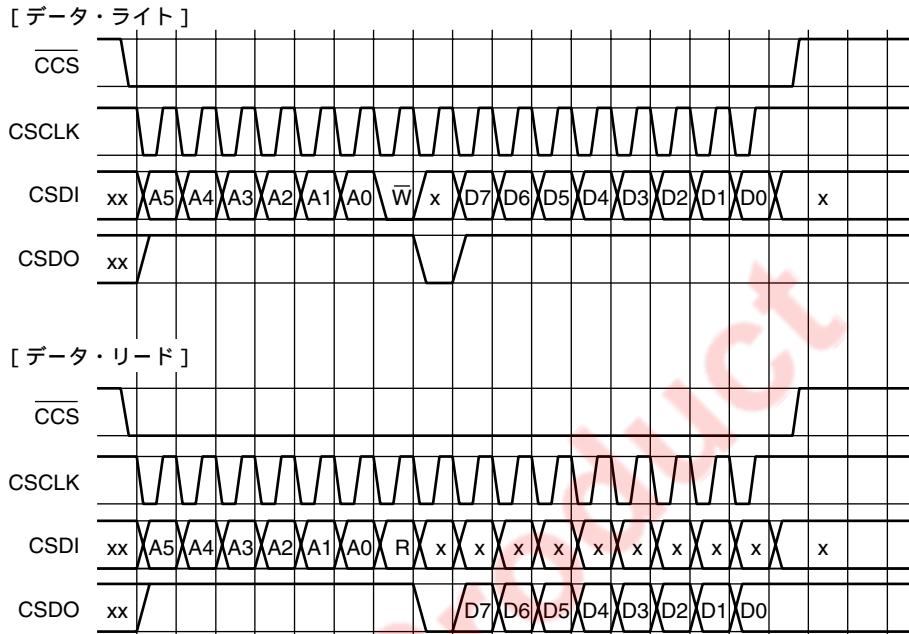 [ データ・ライト ]
CCS
CSCLK
CSDI xx A5 A4 A3 A2 A1 A0 W x D7 D6 D5 D4 D3 D2 D1 D0 x
CSDO xx
[ データ・リード ]
CCS
CSCLK
CSDI xx A5 A4 A3 A2 A1 A0 R x x x x x x x x x x
CSDO xx D7 D6 D5 D4 D3 D2 D1 D0
roduct